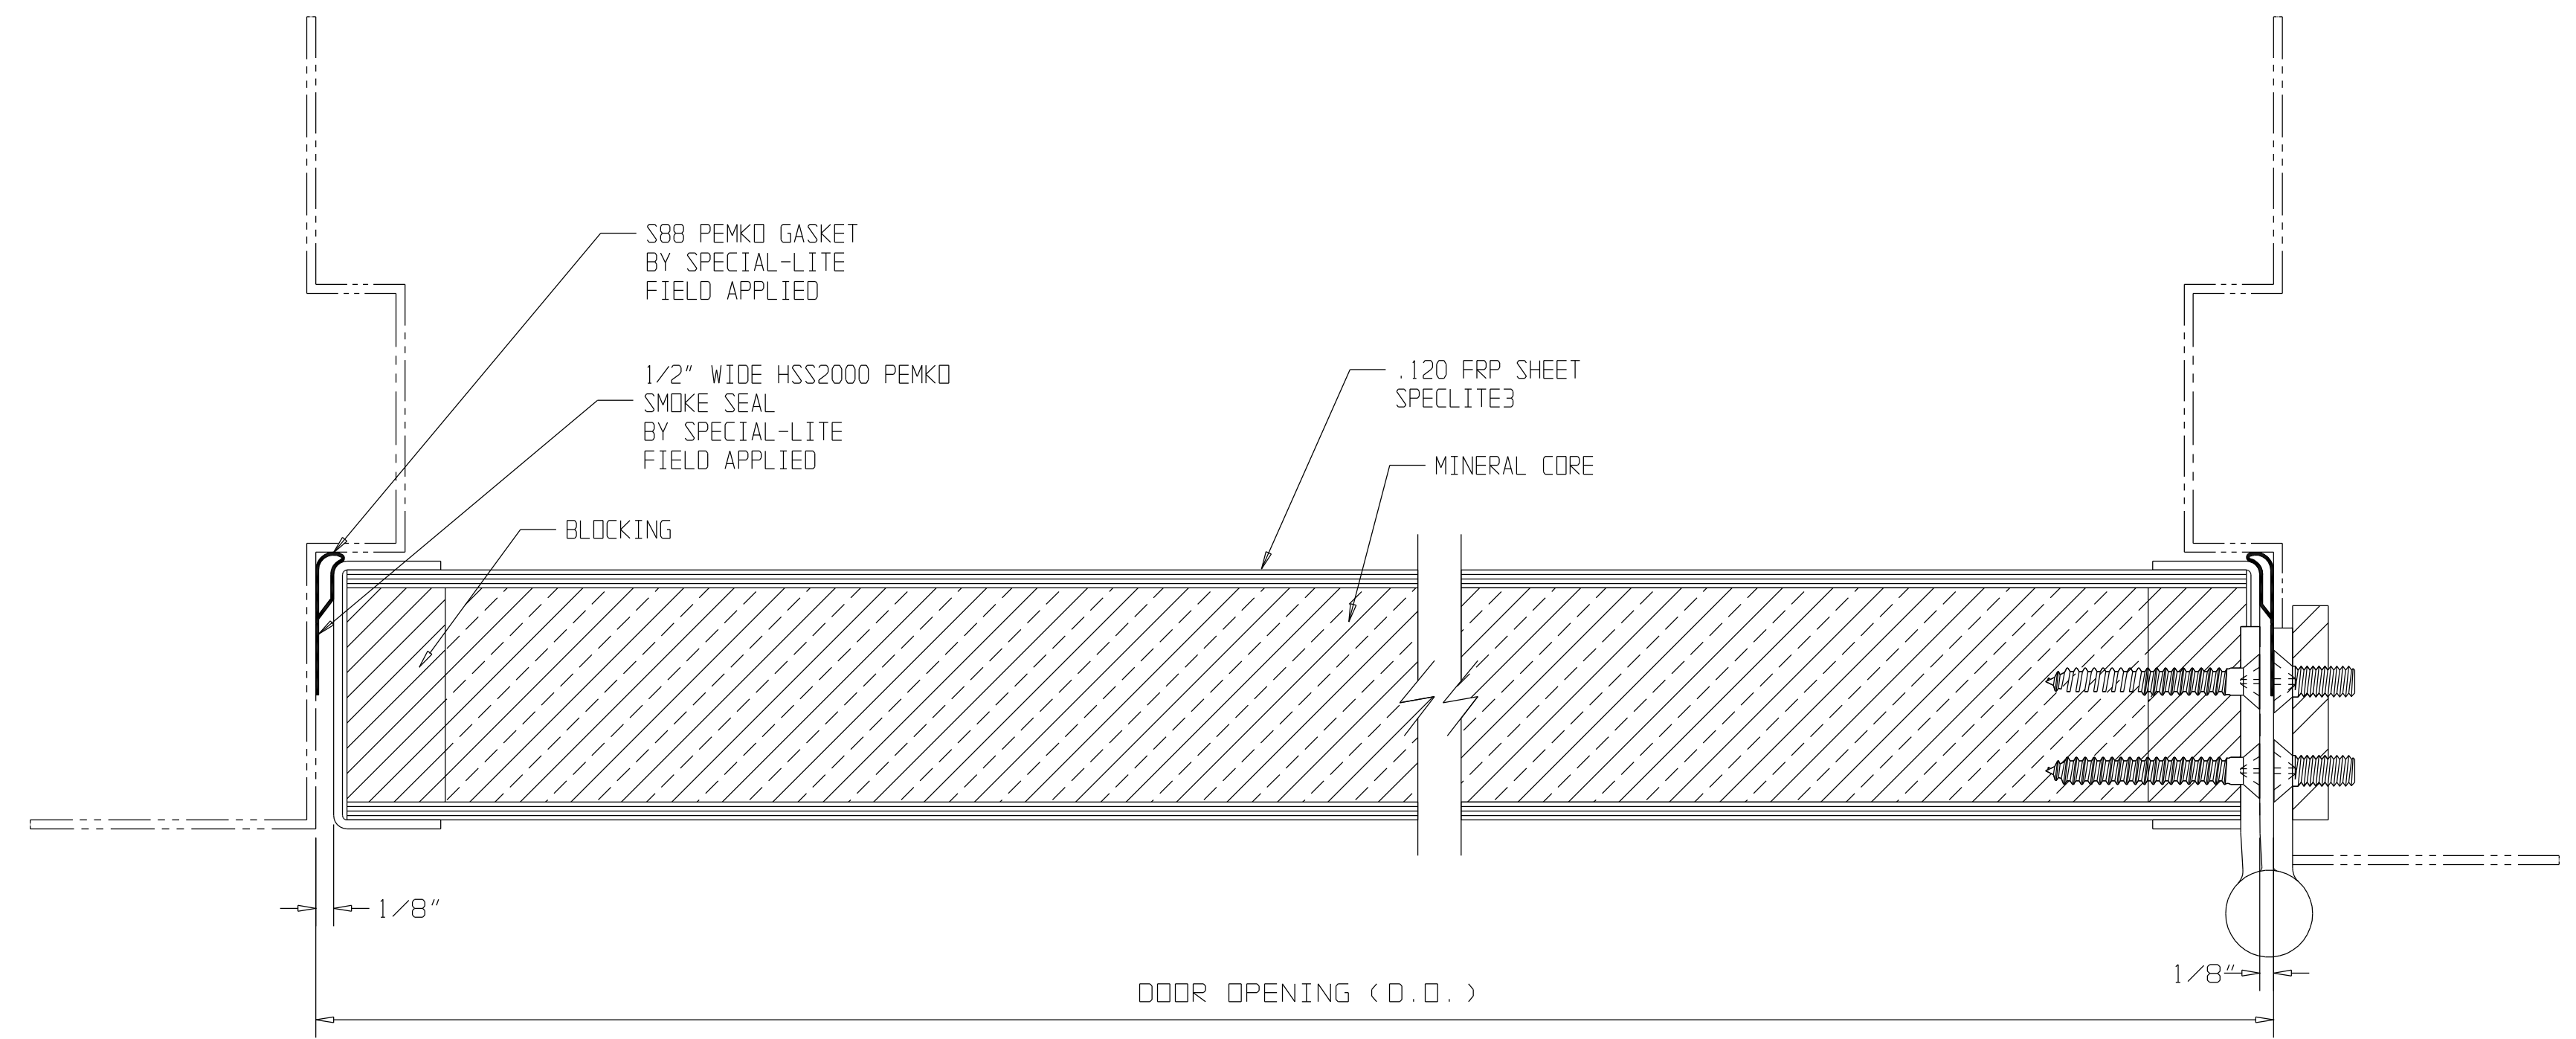 S88 PEMKO GASKET
BY SPECIAL-LITE
FIELD APPLIED
1/2" WIDE HSS2000 PEMKO
SMOKE SEAL
BY SPECIAL-LITE
FIELD APPLIED
BLOCKING
.120 FRP SHEET
SPECLITE3
MINERAL CORE
1/8"
1/8"
DOOR OPENING (D.O.)